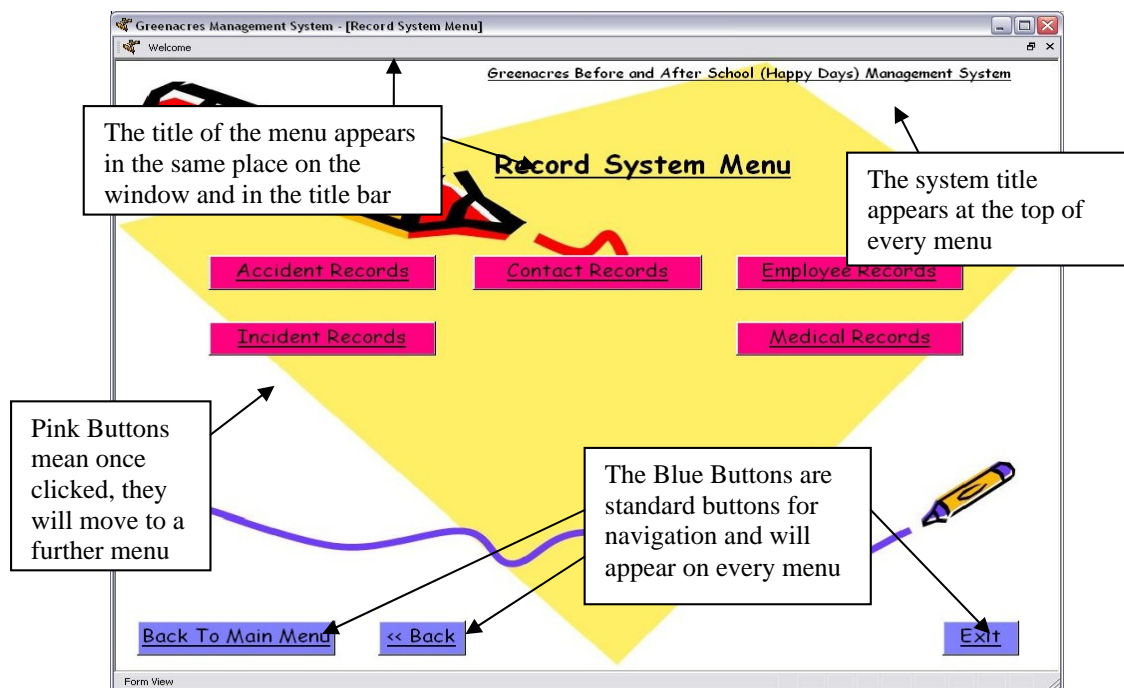 Greenacres Management System - [Record System Menu]
Welcome
Greenacres Before and After School (Happy Days) Management System
The title of the menu appears
in the same place on the
window and in the title bar
Record System Menu
The system title
appears at the top of
every menu
Accident Records
Contact Records
Employee Records
Incident Records
Medical Records
Pink Buttons
mean once
clicked, they
will move to a
further menu
The Blue Buttons are
standard buttons for
navigation and will
appear on every menu
Back To Main Menu
<< Back
Exit
Form View